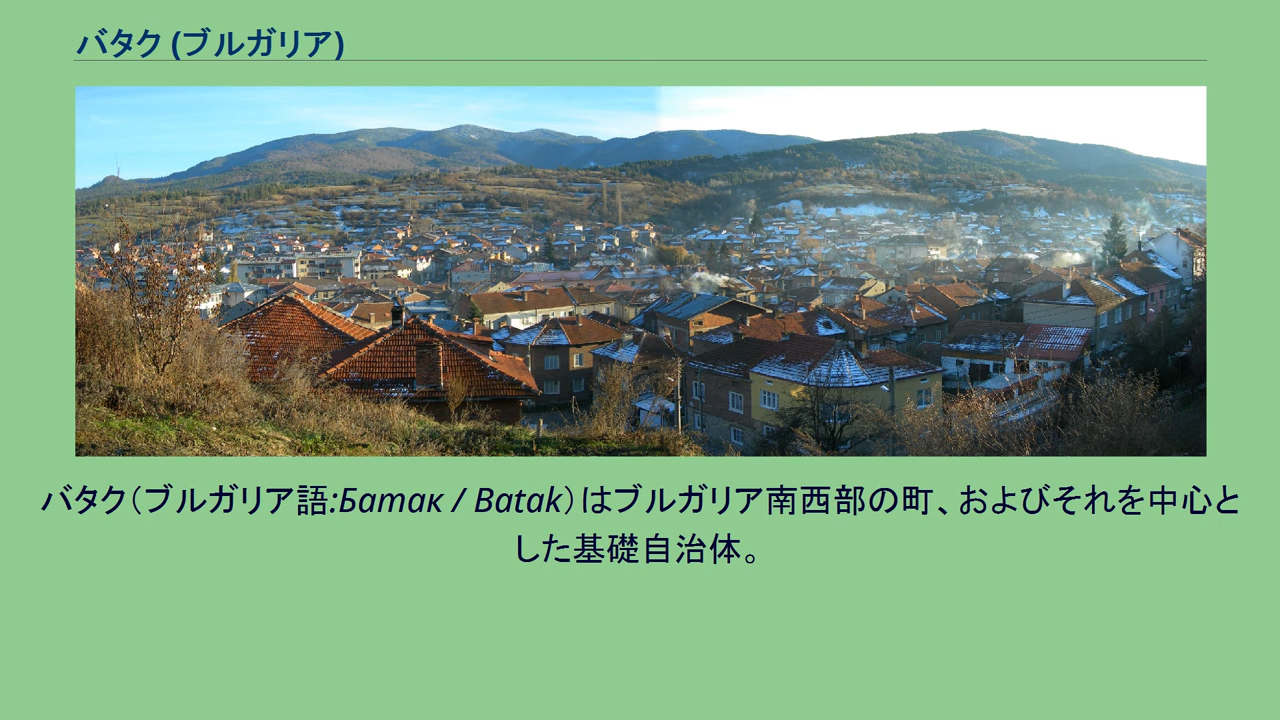 バタク (ブルガリア)
バタク（ブルガリア語:Батак / Batak）はブルガリア南西部の町、およびそれを中心と
した基礎自治体。